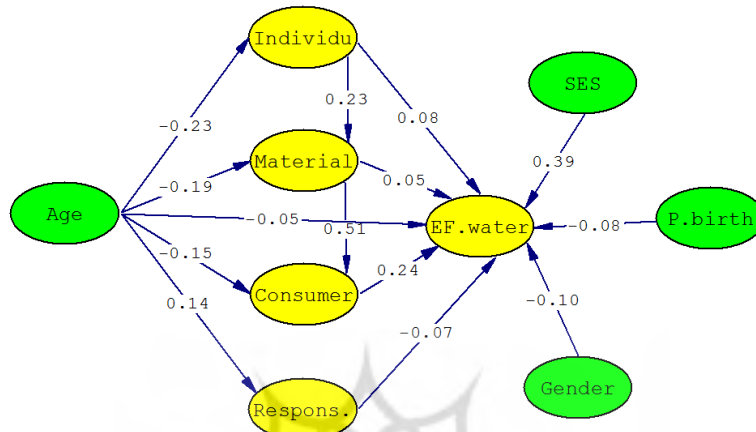 Individu
SES
-0.23
0.23
0.08
Material
0.39
-0.19
0.05
Age
-0.05
EF.water
-0.08
P.birth
0.51
-0.15
0.24
Consumer
0.14
-0.10
-0.07
Gender
Respons.